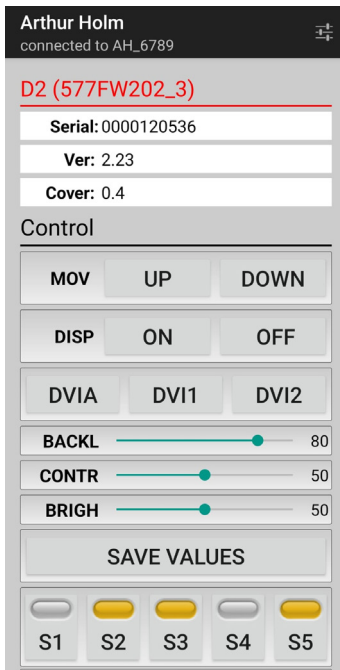 Arthur Holm
connected to AH_6789
D2 (577FW202_3)
Serial: 0000120536
Ver: 2.23
Cover: 0.4
Control
MOV UP DOWN
DISP ON OFF
DVIA DVI1 DVI2
BACKL 80
CONTR 50
BRIGH 50
SAVE VALUES
S1 S2 S3 S4 S5